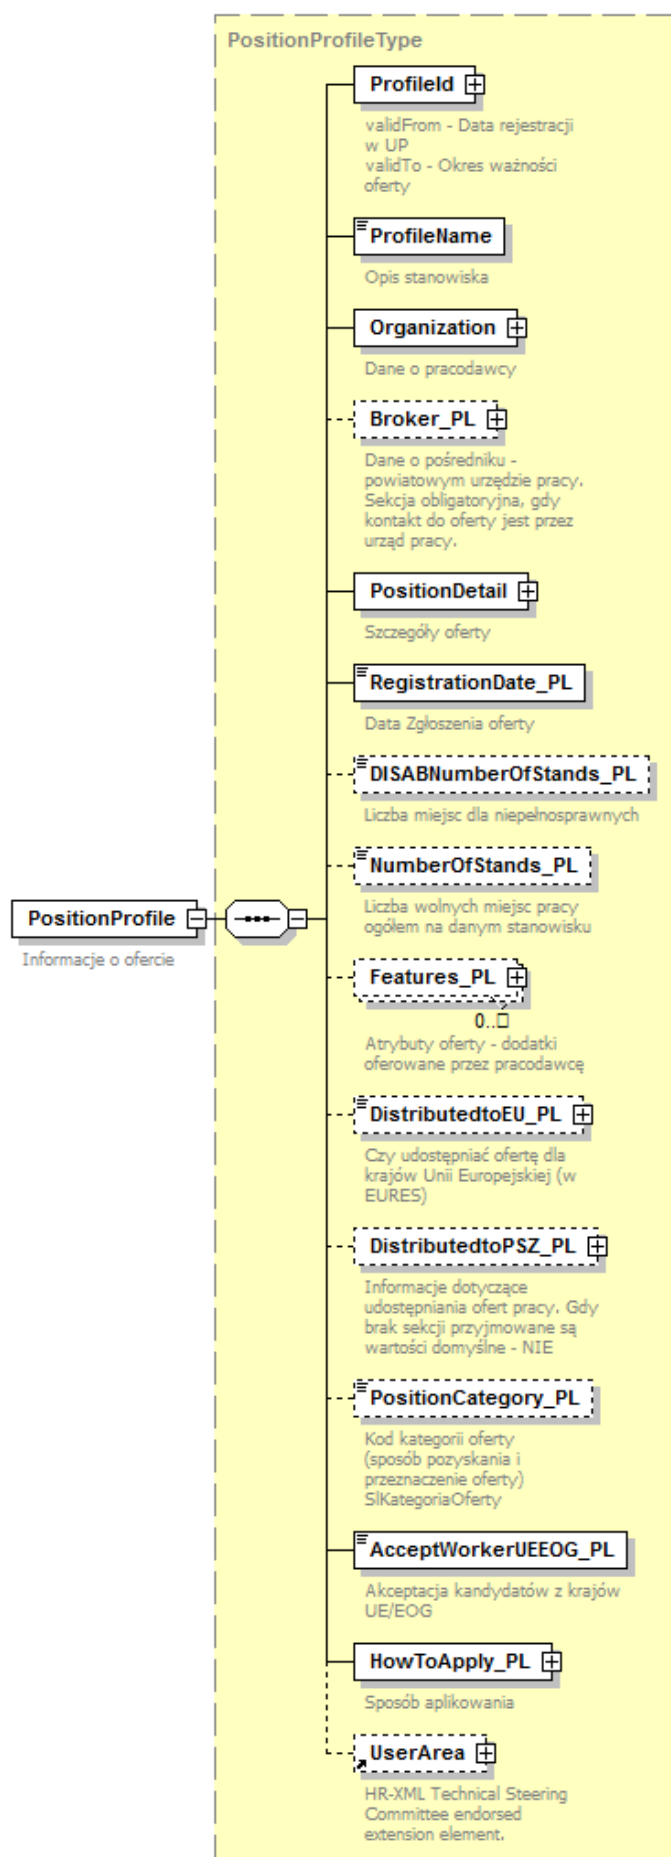 PositionProfileType
ProfileId
validFrom - Data rejestracji
w UP
validTo - Okres ważności
oferty
ProfileName
Opis stanowiska
Organization
Dane o pracodawcy
Broker_PL
Dane o pośredniku -
powiatowym urzędzie pracy.
Sekcja obligatoryjna, gdy
kontakt do oferty jest przez
urząd pracy.
PositionDetail
Szczegóły oferty
RegistrationDate_PL
Data Zgłoszenia oferty
DISABNumberOfStands_PL
Liczba miejsc dla niepełnosprawnych
NumberOfStands_PL
Liczba wolnych miejsc pracy
ogółem na danym stanowisku
PositionProfile
Informacje o ofercie
Features_PL
0..□
Atrybuty oferty - dodatki
oferowane przez pracodawcę
DistributedtoEU_PL
Czy udostępniać ofertę dla
krajów Unii Europejskiej (w
EURES)
DistributedtoPSZ_PL
Informacje dotyczące
udostępniania ofert pracy. Gdy
brak sekcji przyjmowane są
wartości domyślne - NIE
PositionCategory_PL
Kod kategorii oferty
(sposób pozyskania i
przeznaczenie oferty)
SlKategoriaOferty
AcceptWorkerUEEOG_PL
Akceptacja kandydatów z krajów
UE/EOG
HowToApply_PL
Sposób aplikowania
UserArea
HR-XML Technical Steering
Committee endorsed
extension element.